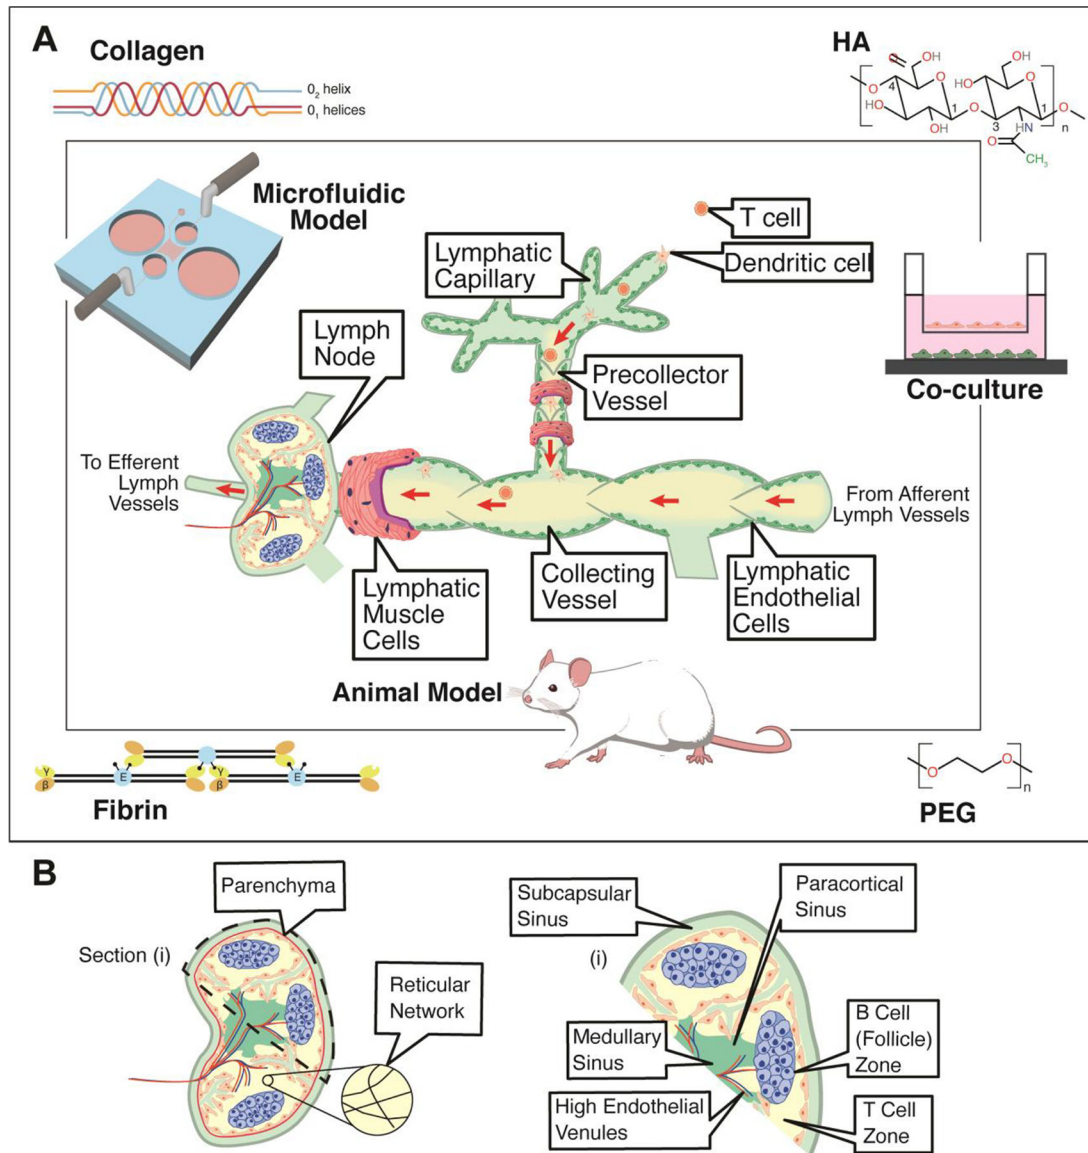 A
Collagen
0₂ helix
0₁ helices
HA
OH
O
4
O
HO
OH
1
O
OH
HO
O
3
HN
1
O
n
O
CH₃
Microfluidic
Model
T cell
Lymphatic
Capillary
Dendritic cell
Lymph
Node
Precollector
Vessel
Co-culture
To Efferent
Lymph
Vessels
From Afferent
Lymph Vessels
Lymphatic
Muscle
Cells
Collecting
Vessel
Lymphatic
Endothelial
Cells
Animal Model
γ
β
E
γ
γ
β
β
E
Fibrin
O
O
n
PEG
B
Parenchyma
Section (i)
Reticular
Network
Subcapsular
Sinus
Paracortical
Sinus
(i)
Medullary
Sinus
B Cell
(Follicle)
Zone
High Endothelial
Venules
T Cell
Zone